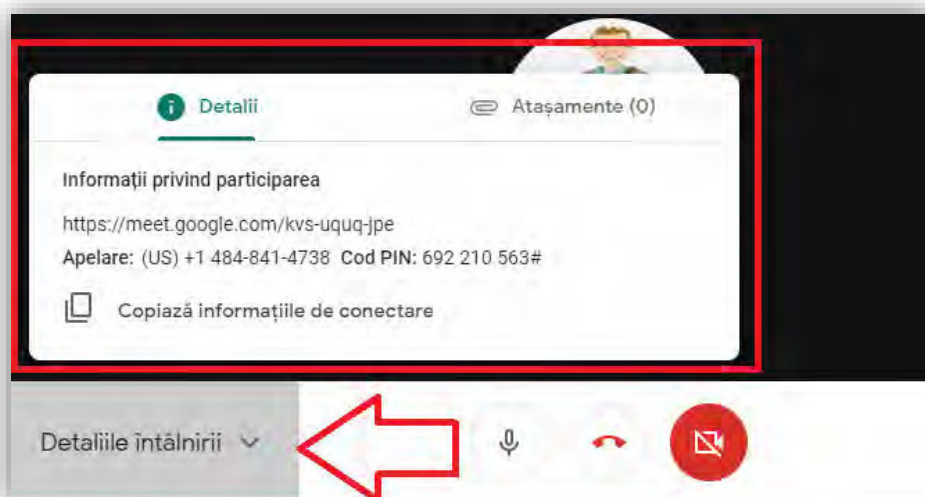 Detalii
Atașamente (0)
Informații privind participarea
https://meet.google.com/kvs-uquq-jpe
Apelare: (US) +1 484-841-4738 Cod PIN: 692 210 563#
Copiază informațiile de conectare
Detaliile întâlnirii